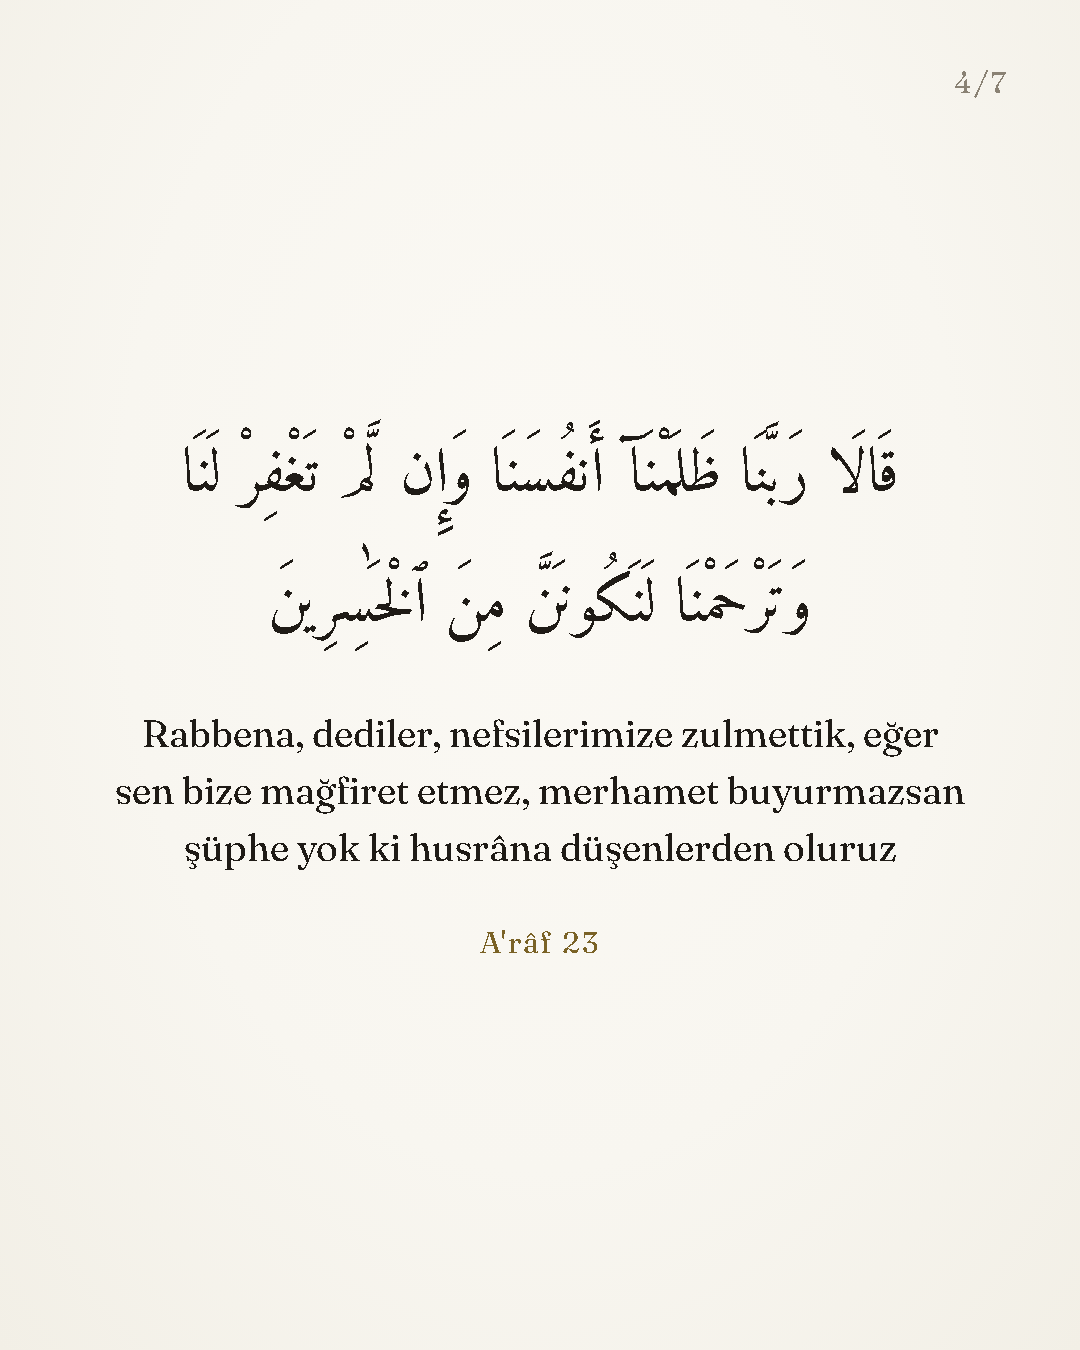 4/7
قَالَا رَبَّنَا ظَلَمْنَآ أَنفُسَنَا وَإِن لَّمْ تَغْفِرْ لَنَا
وَتَرْحَمْنَا لَنَكُونَنَّ مِنَ ٱلْخَٰسِرِينَ
Rabbena, dediler, nefsilerimize zulmettik, eğer
sen bize mağfiret etmez, merhamet buyurmazsan
şüphe yok ki husrâna düşenlerden oluruz
A'râf 23